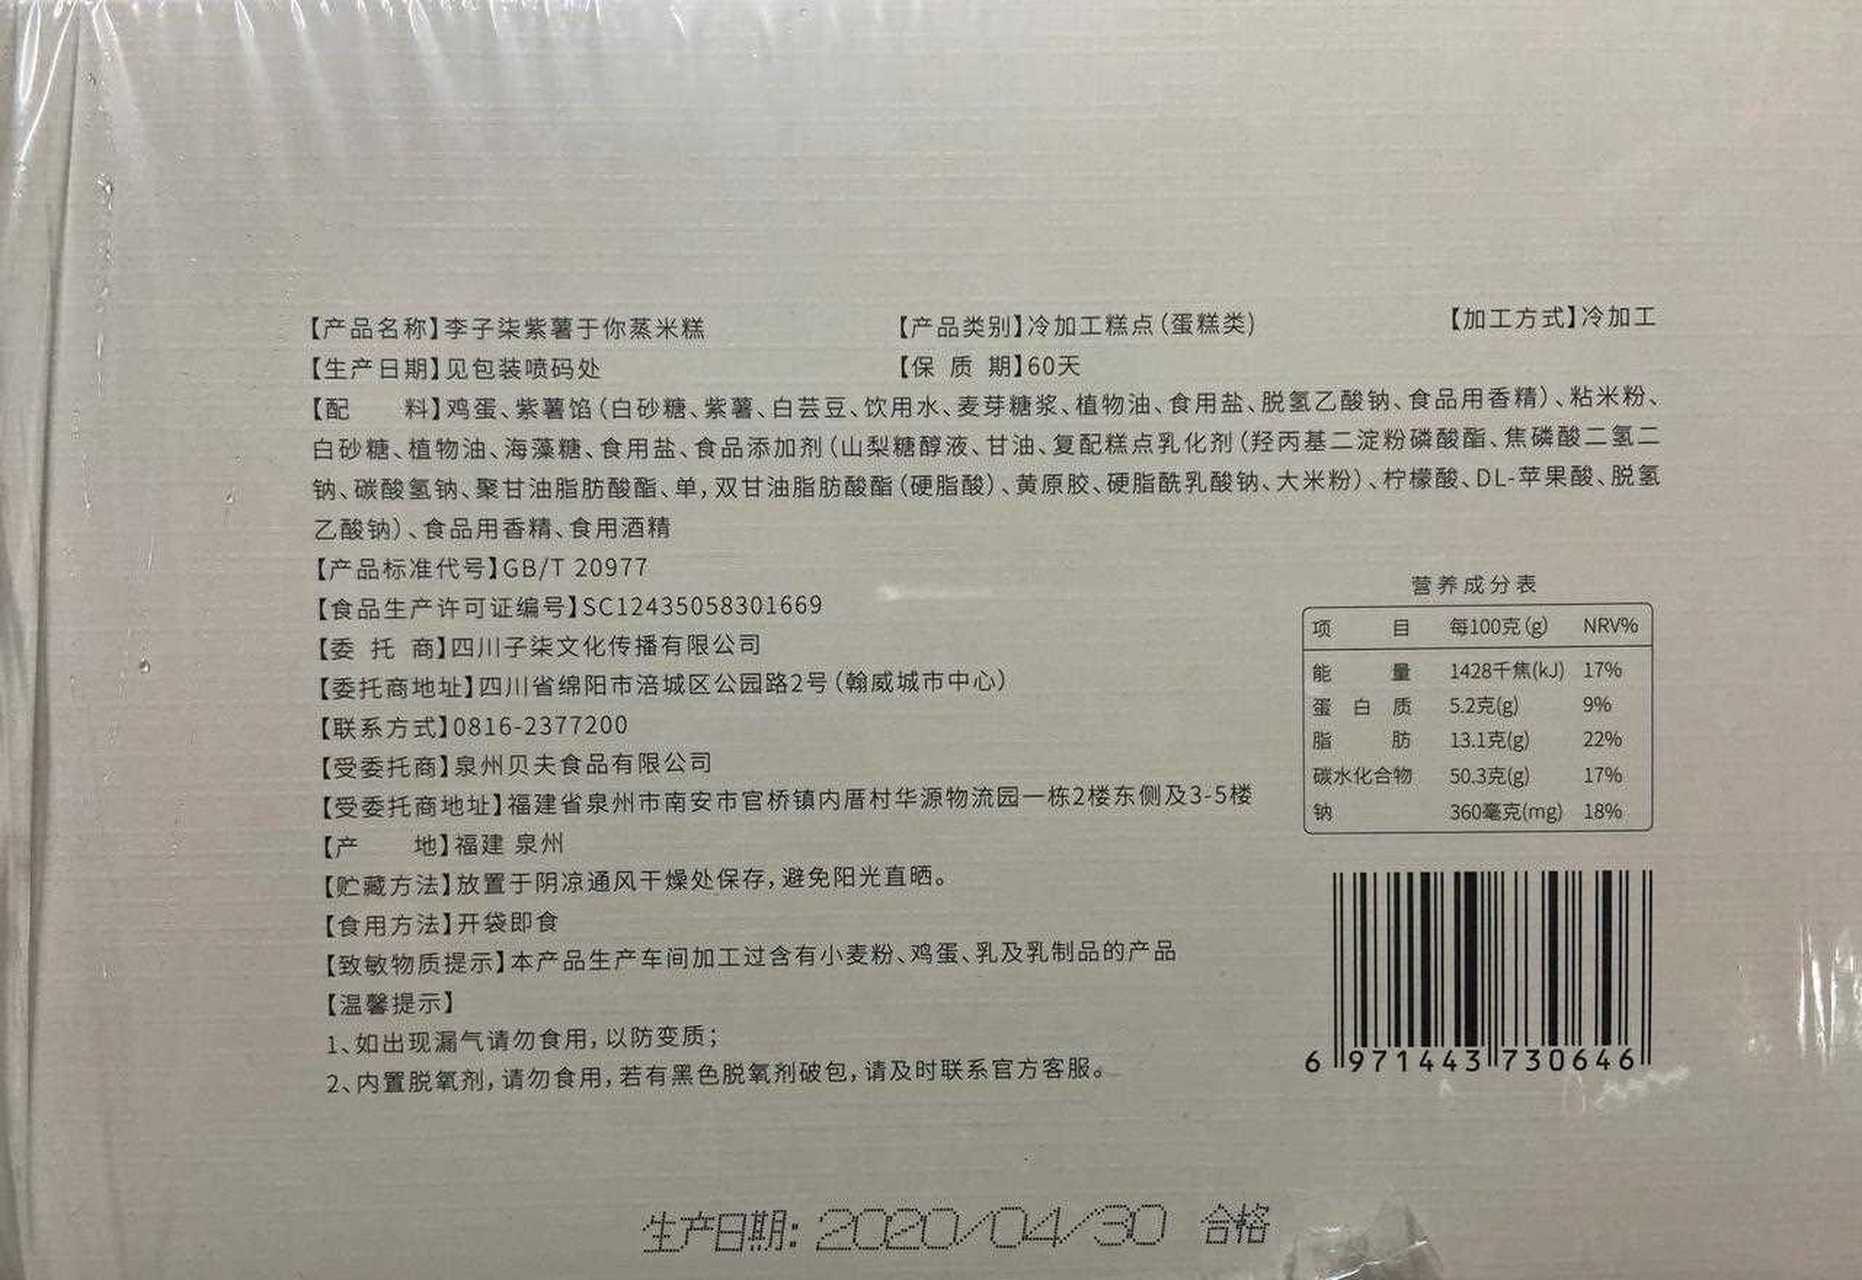 【产品名称】李子柒紫薯于你蒸米糕 【产品类别】冷加工糕点(蛋糕类) 【加工方式】冷加工
【生产日期】见包装喷码处 【保 质 期】60天
【配 料】鸡蛋、紫薯馅(白砂糖、紫薯、白芸豆、饮用水、麦芽糖浆、植物油、食用盐、脱氢乙酸钠、食品用香精)、粘米粉、
白砂糖、植物油、海藻糖、食用盐、食品添加剂(山梨糖醇液、甘油、复配糕点乳化剂(羟丙基二淀粉磷酸酯、焦磷酸二氢二
钠、碳酸氢钠、聚甘油脂肪酸酯、单,双甘油脂肪酸酯(硬脂酸)、黄原胶、硬脂酰乳酸钠、大米粉)、柠檬酸、DL-苹果酸、脱氢
乙酸钠)、食品用香精、食用酒精
【产品标准代号】GB/T 20977
【食品生产许可证编号】SC12435058301669
【委 托 商】四川子柒文化传播有限公司
【委托商地址】四川省绵阳市涪城区公园路2号(翰威城市中心)
【联系方式】0816-2377200
【受委托商】泉州贝夫食品有限公司
【受委托商地址】福建省泉州市南安市官桥镇内厝村华源物流园一栋2楼东侧及3-5楼
【产 地】福建 泉州
【贮藏方法】放置于阴凉通风干燥处保存,避免阳光直晒。
【食用方法】开袋即食
【致敏物质提示】本产品生产车间加工过含有小麦粉、鸡蛋、乳及乳制品的产品
【温馨提示】
1、如出现漏气请勿食用,以防变质;
2、内置脱氧剂,请勿食用,若有黑色脱氧剂破包,请及时联系官方客服。
营养成分表
项 目 每100克(g) NRV%
能 量 1428千焦(kJ) 17%
蛋 白 质 5.2克(g) 9%
脂 肪 13.1克(g) 22%
碳水化合物 50.3克(g) 17%
钠 360毫克(mg) 18%
6 971443 730646
生产日期: 2020/04/30 合格